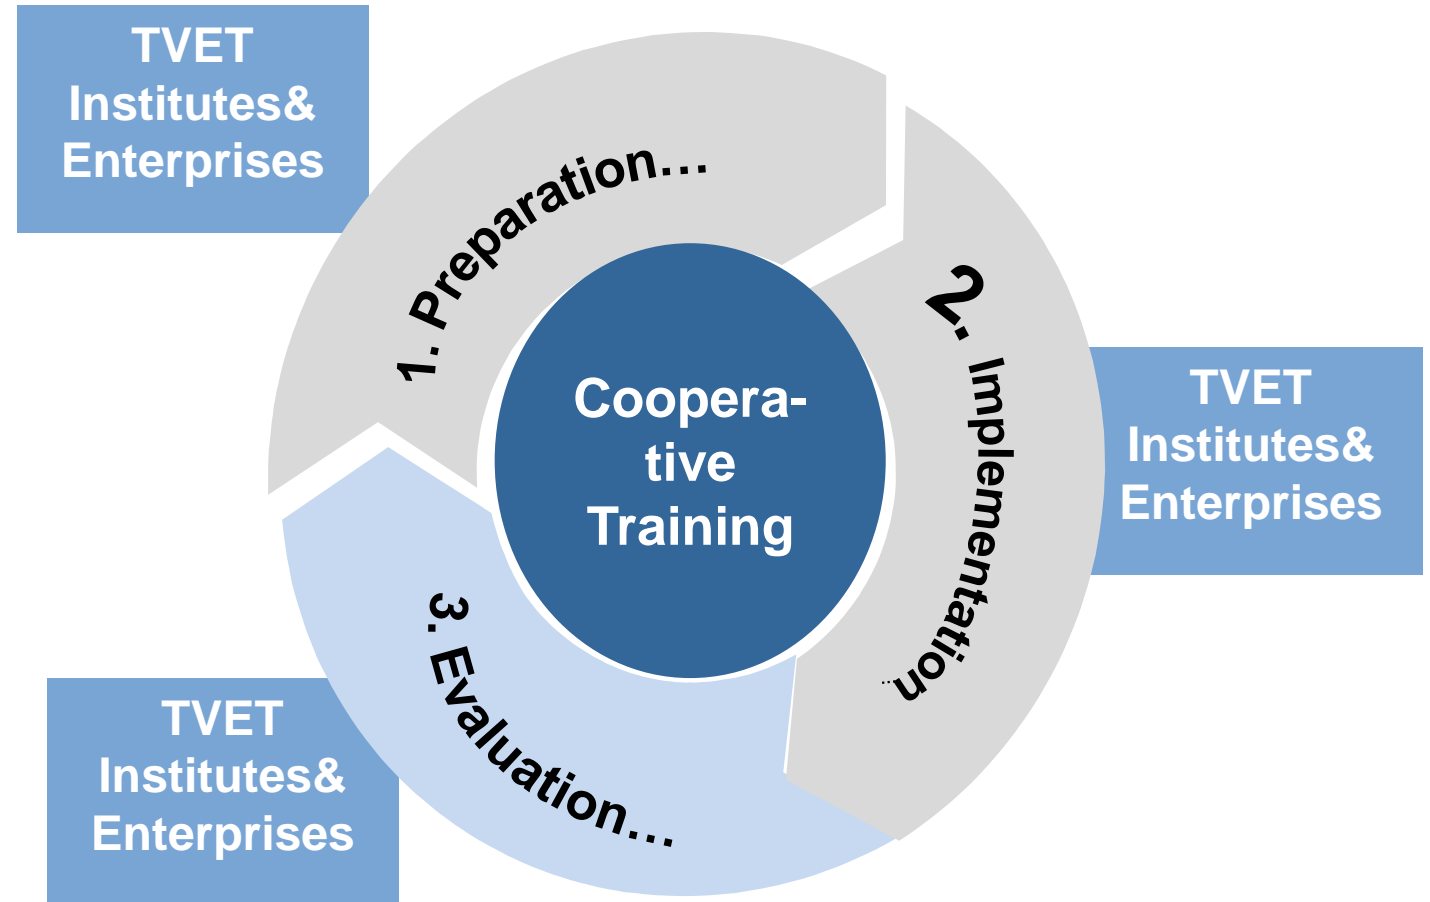 TVET
Institutes&
Enterprises
1. Preparation…
2. Implementation…
TVET
Institutes&
Enterprises
Coopera-
tive
Training
3. Evaluation…
TVET
Institutes&
Enterprises